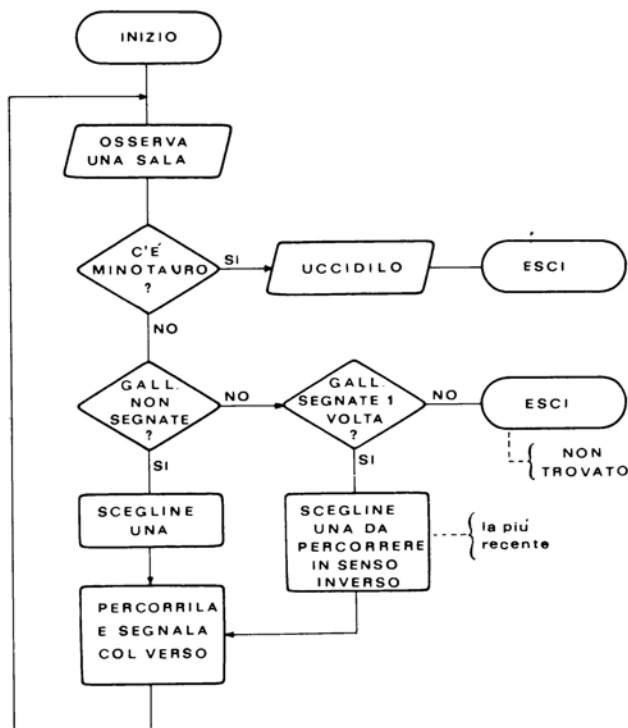 INIZIO
OSSERVA
UNA SALA
C'É
MINOTAURO
?
SI
UCCIDILO
ESCI
NO
GALL.
NON
SEGNATE
?
NO
GALL.
SEGNATE 1
VOLTA
?
NO
ESCI
NON
TROVATO
SI
SI
SCEGLINE
UNA
SCEGLINE
UNA DA
PERCORRERE
IN SENSO
INVERSO
la più
recente
PERCORRILA
E SEGNALA
COL VERSO